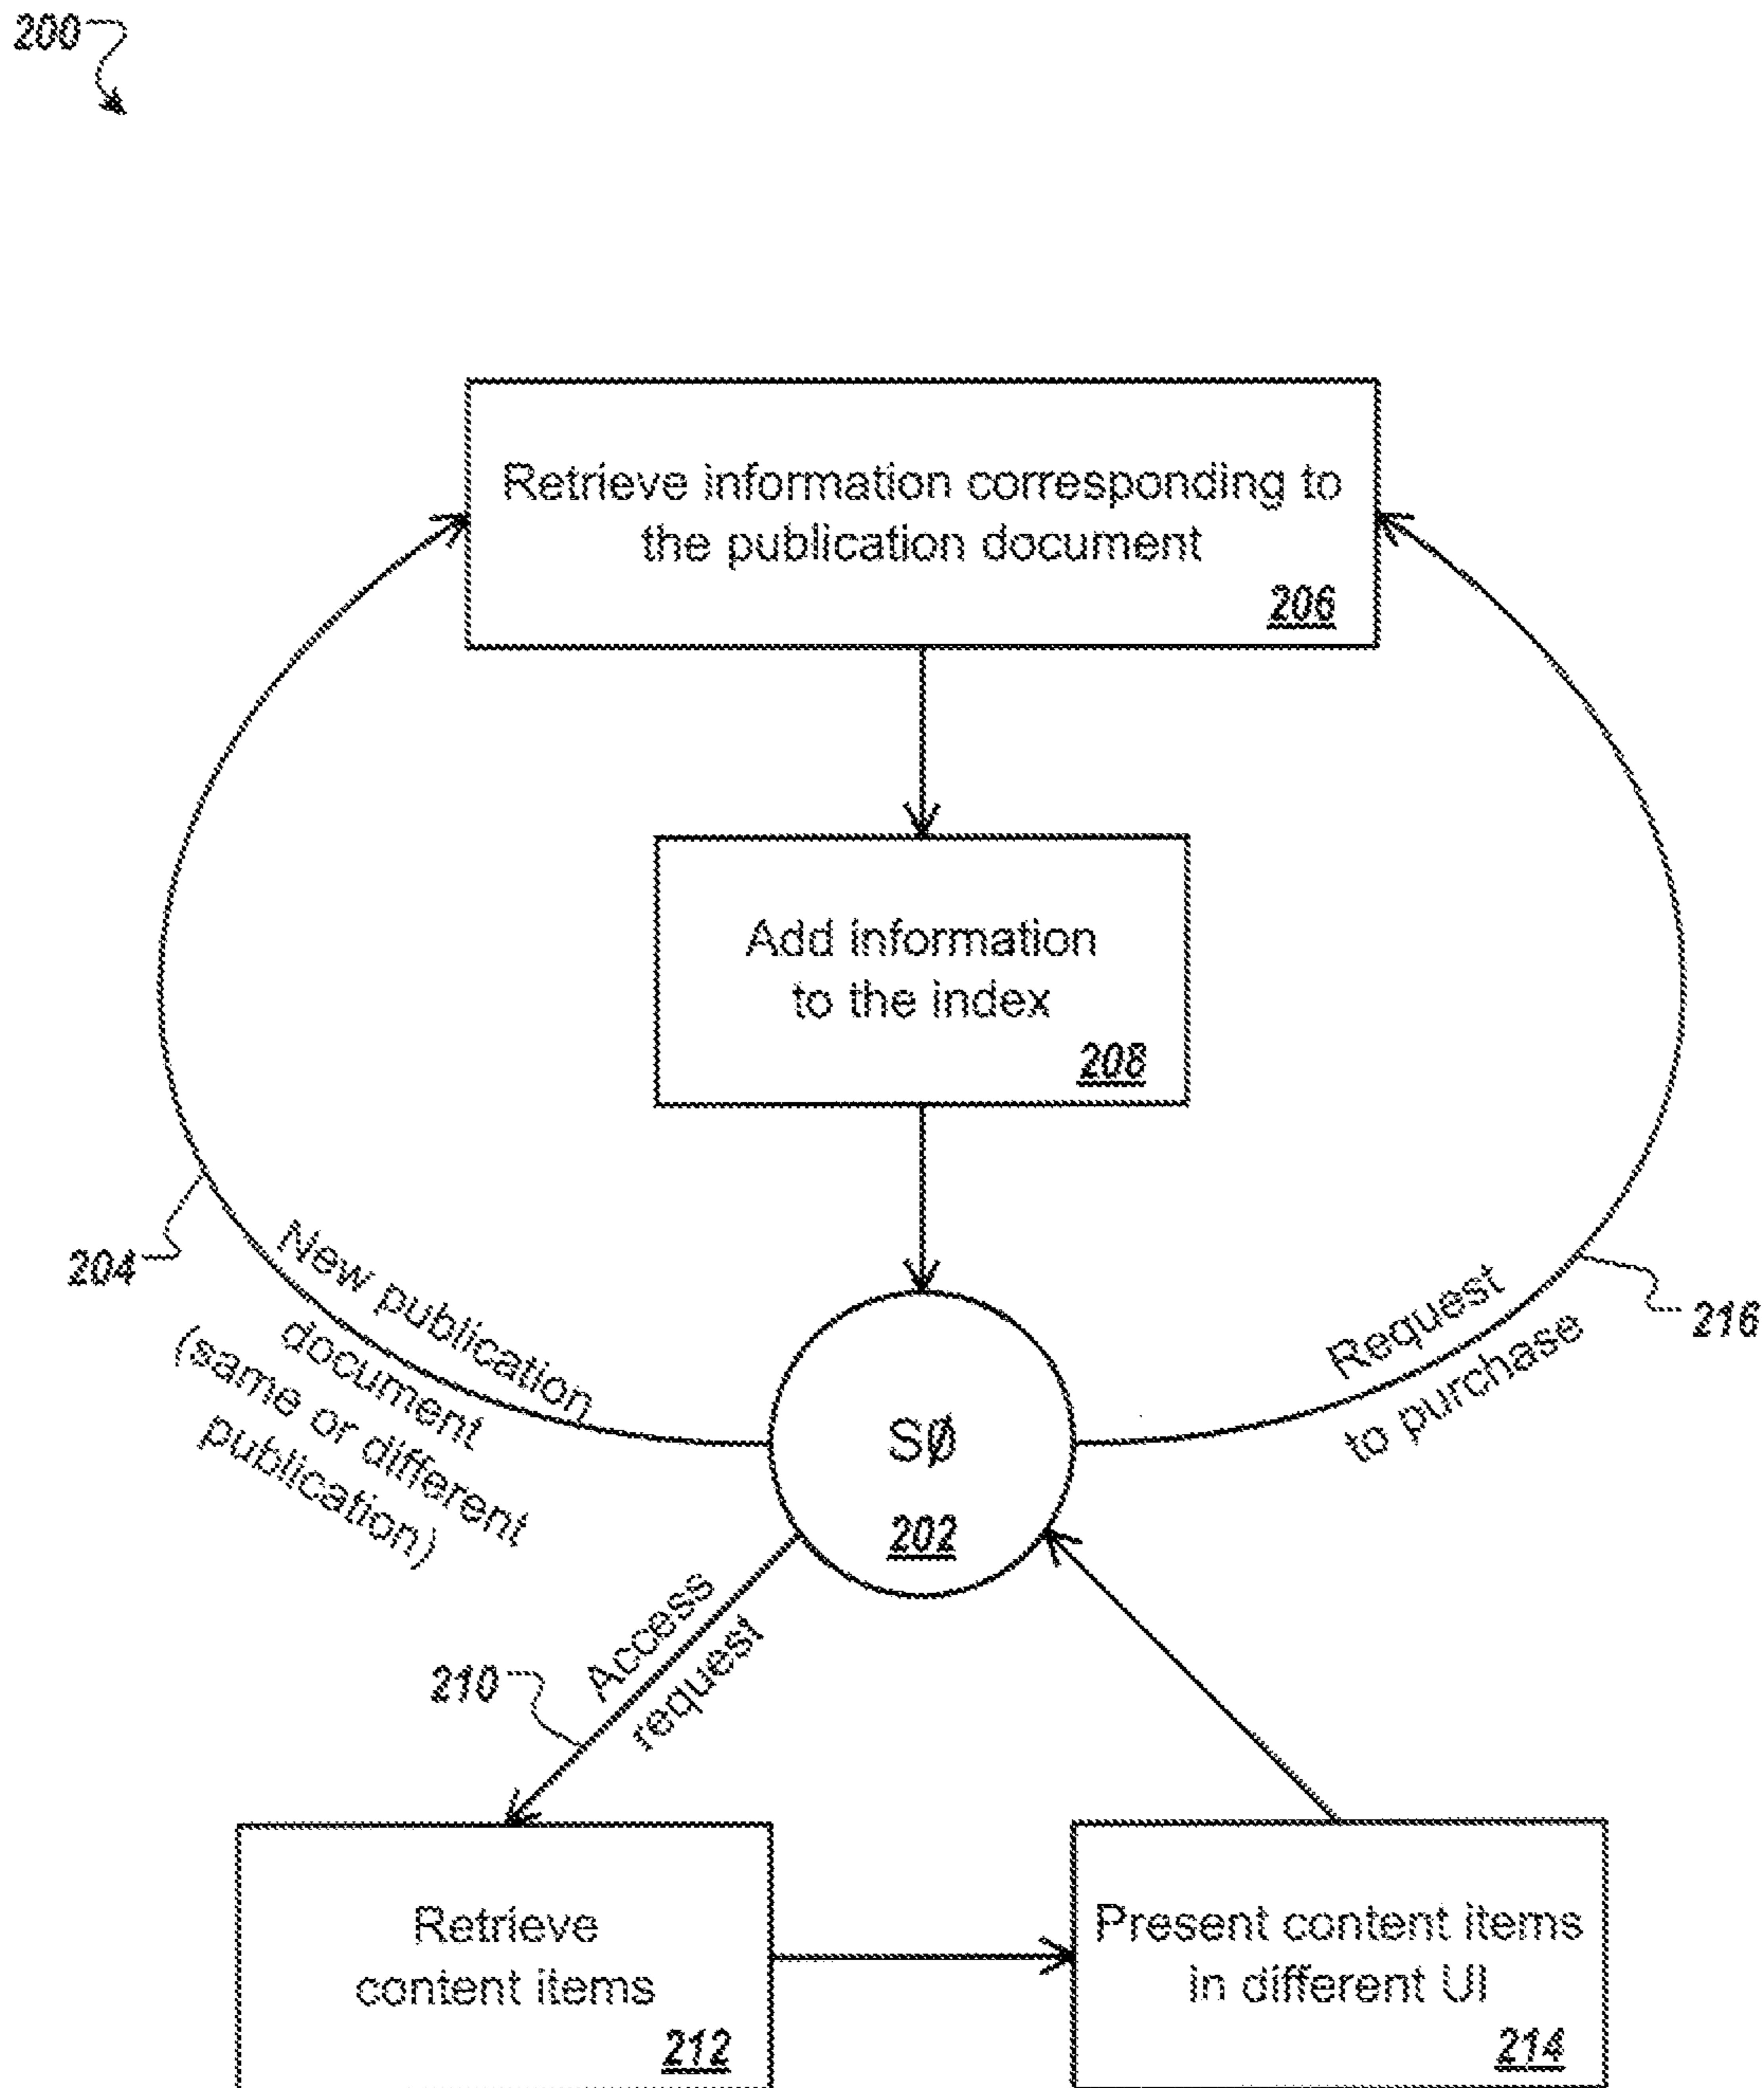 200
Retrieve information corresponding to
the publication document
206
Add information
to the index
208
204
New publication
document
(same or different
publication)
Request
to purchase
216
SØ
202
Access
request
210
Retrieve
content items
212
Present content items
in different UI
214